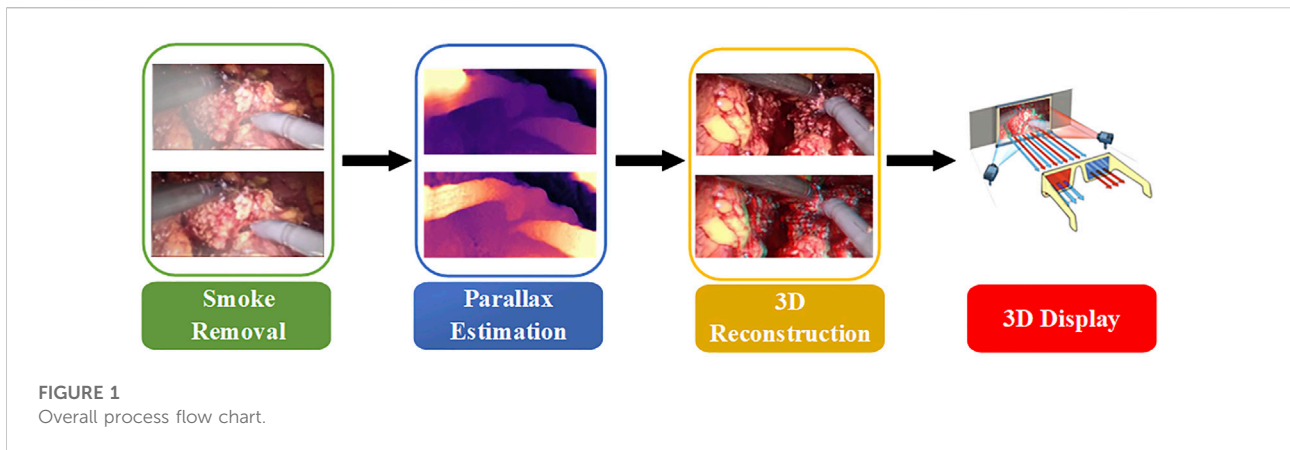 Smoke
Removal
Parallax
Estimation
3D
Reconstruction
3D Display
FIGURE 1
Overall process flow chart.